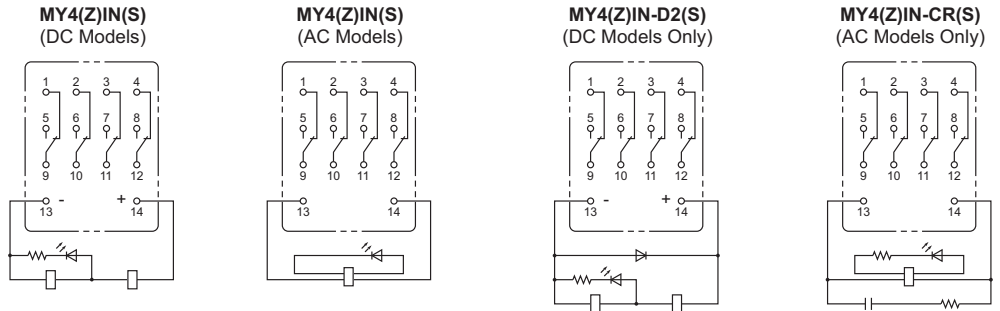 MY4(Z)IN(S) MY4(Z)IN(S) MY4(Z)IN-D2(S) MY4(Z)IN-CR(S)
(DC Models) (AC Models) (DC Models Only) (AC Models Only)
1 2 3 4 1 2 3 4 1 2 3 4 1 2 3 4
5 6 7 8 5 6 7 8 5 6 7 8 5 6 7 8
9 10 11 12 9 10 11 12 9 10 11 12 9 10 11 12
- + - +
13 14 13 14 13 14 13 14